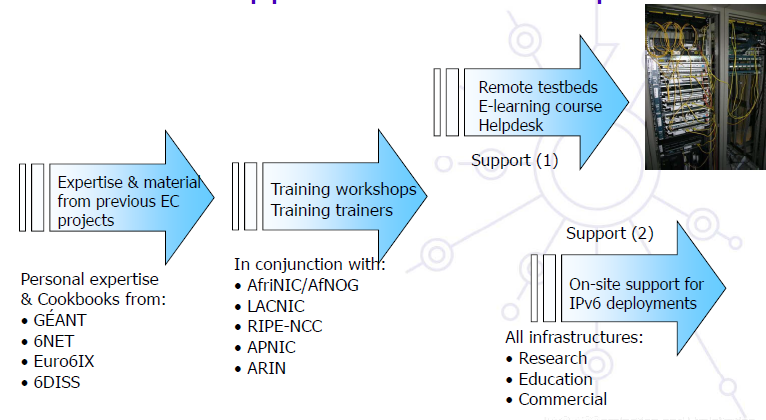 Remote testbeds
E-learning course
Helpdesk
Support (1)
Expertise & material
from previous EC
projects
Training workshops
Training trainers
Support (2)
On-site support for
IPv6 deployments
Personal expertise
& Cookbooks from:
• GÉANT
• 6NET
• Euro6IX
• 6DISS
In conjunction with:
• AfriNIC/AfNOG
• LACNIC
• RIPE-NCC
• APNIC
• ARIN
All infrastructures:
• Research
• Education
• Commercial